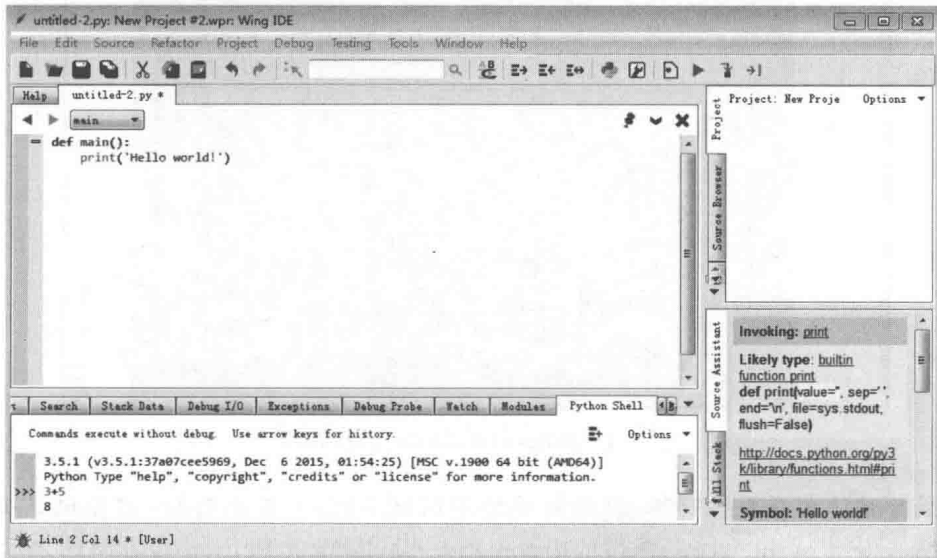 untitled-2.py: New Project #2.wpr: Wing IDE
File Edit Source Refactor Project Debug Testing Tools Window Help
Help untitled-2.py *
main
def main():
print('Hello world!')
Project: New Proje Options
Project
Source Browser
Source Assistant
Call Stack
Invoking: print
Likely type: builtin
function print
def print(value='', sep=' ',
end='\n', file=sys.stdout,
flush=False)
http://docs.python.org/py3
k/library/functions.html#pri
nt
Symbol: 'Hello world!'
Search Stack Data Debug I/O Exceptions Debug Probe Watch Modules Python Shell
Commands execute without debug. Use arrow keys for history. Options
3.5.1 (v3.5.1:37a07cee5969, Dec 6 2015, 01:54:25) [MSC v.1900 64 bit (AMD64)]
Python Type "help", "copyright", "credits" or "license" for more information.
>>> 3+5
8
Line 2 Col 14 * [User]